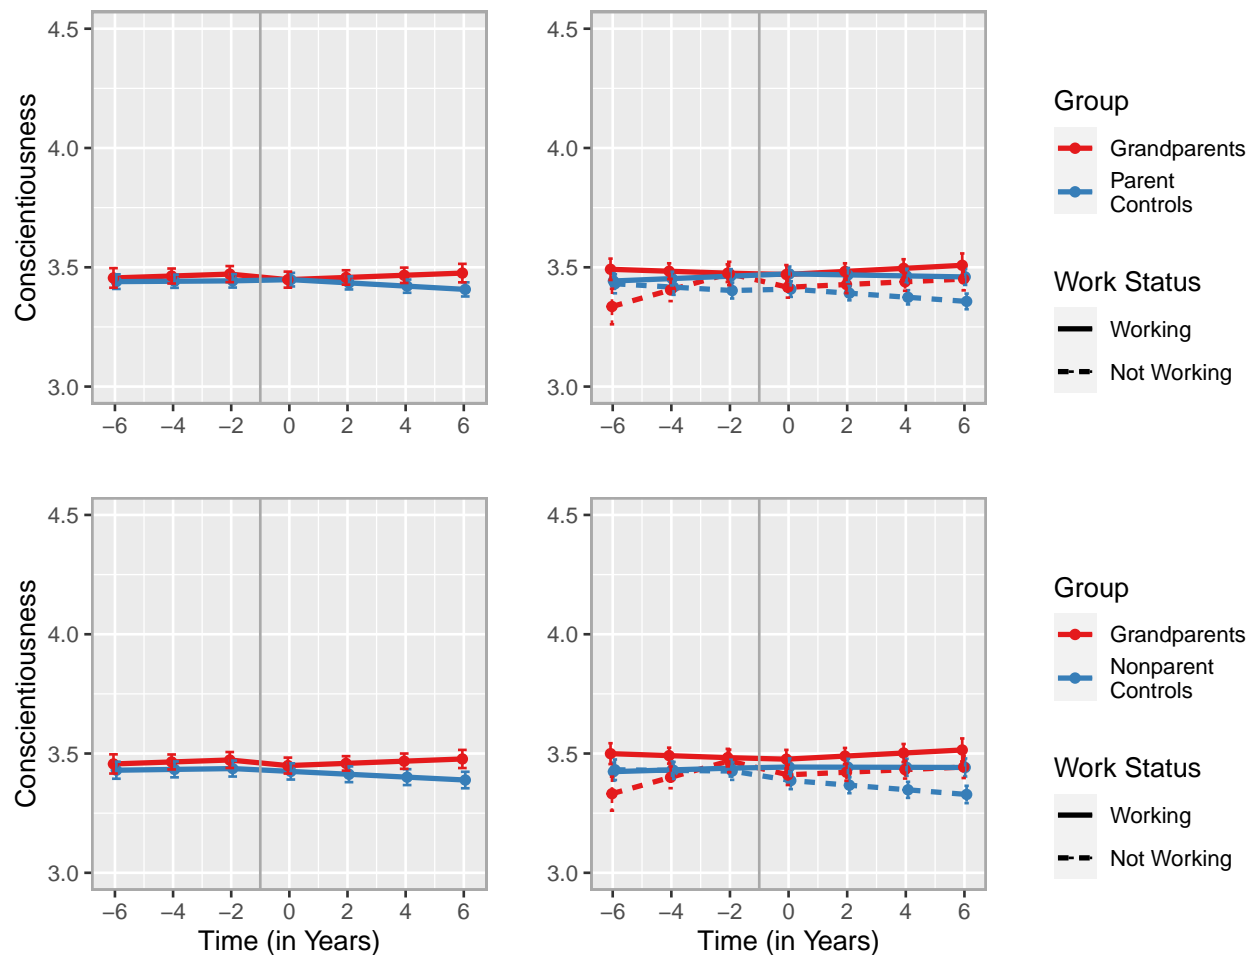 4.5
4.0
3.5
3.0
Conscientiousness
−6 −4 −2 0 2 4 6
4.5
4.0
3.5
3.0
−6 −4 −2 0 2 4 6
Group
Grandparents
Parent
Controls
Work Status
Working
Not Working
4.5
4.0
3.5
3.0
Conscientiousness
−6 −4 −2 0 2 4 6
Time (in Years)
4.5
4.0
3.5
3.0
−6 −4 −2 0 2 4 6
Time (in Years)
Group
Grandparents
Nonparent
Controls
Work Status
Working
Not Working